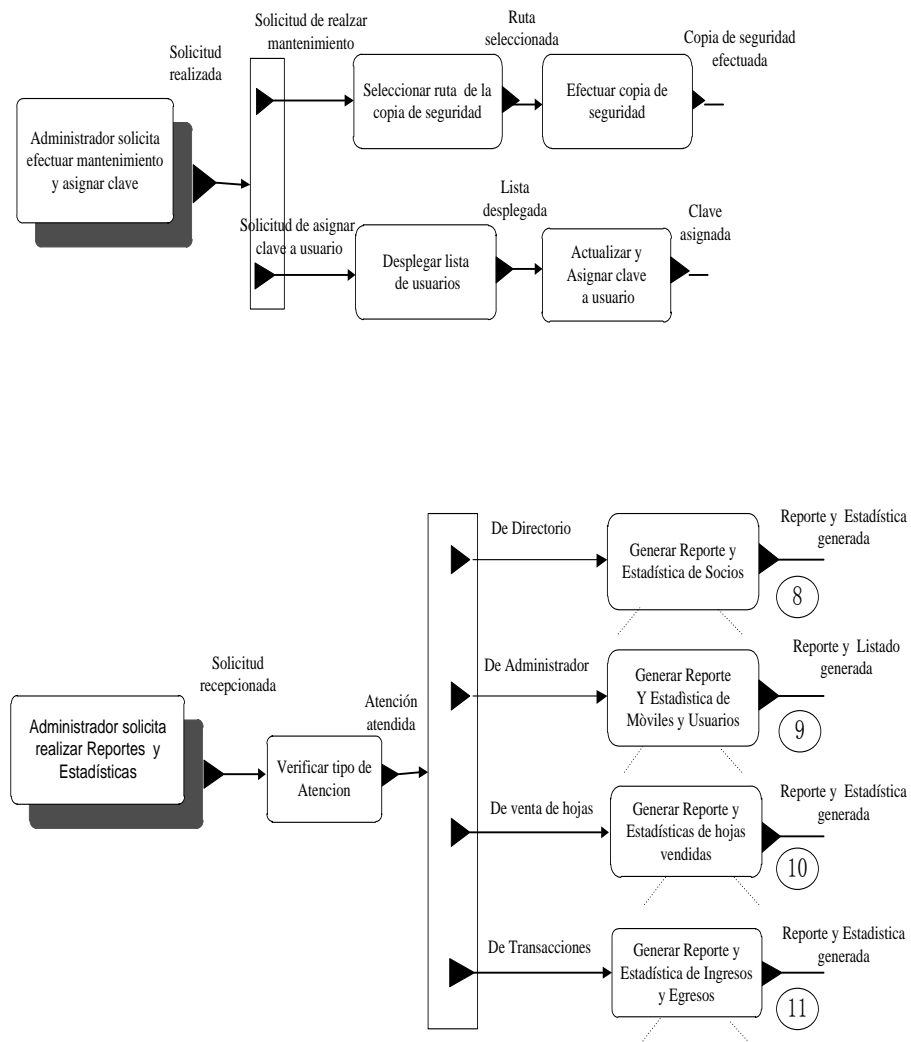 Solicitud
realizada
Solicitud de realzar
mantenimiento
Ruta
seleccionada
Copia de seguridad
efectuada
Administrador solicita
efectuar mantenimiento
y asignar clave
Seleccionar ruta de la
copia de seguridad
Efectuar copia de
seguridad
Solicitud de asignar
clave a usuario
Lista
desplegada
Clave
asignada
Desplegar lista
de usuarios
Actualizar y
Asignar clave
a usuario
De Directorio
Generar Reporte y
Estadística de Socios
Reporte y Estadística
generada
8
Solicitud
recepcionada
Atención
atendida
De Administrador
Generar Reporte
Y Estadìstica de
Mòviles y Usuarios
Reporte y Listado
generada
9
Administrador solicita
realizar Reportes y
Estadísticas
Verificar tipo de
Atencion
De venta de hojas
Generar Reporte y
Estadísticas de hojas
vendidas
Reporte y Estadística
generada
10
De Transacciones
Generar Reporte y
Estadística de Ingresos
y Egresos
Reporte y Estadistica
generada
11